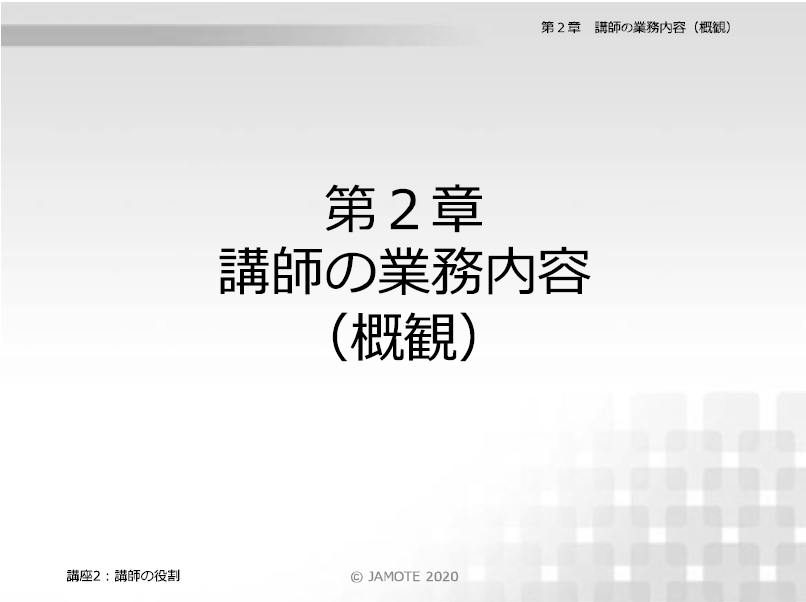 第２章　講師の業務内容（概観）
第２章
講師の業務内容
（概観）
講座2：講師の役割
© JAMOTE 2020